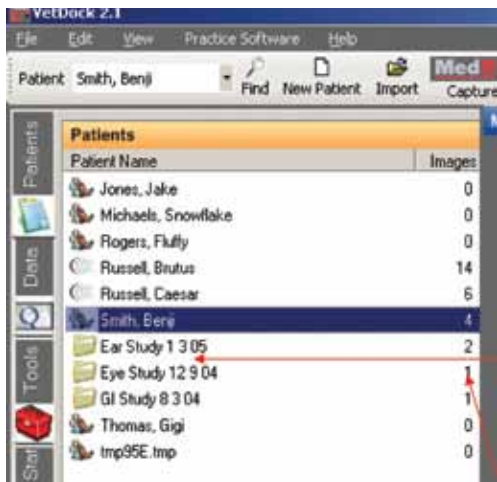 VetDock 2.1
File Edit View Practice Software Help
Patient Smith, Benji Find New Patient Import Capture
Med
Patients
Patient Name Images
Jones, Jake 0
Michaels, Snowflake 0
Rogers, Fluffy 0
Russell, Brutus 14
Russell, Caesar 6
Smith, Benji 4
Ear Study 1 3 05 2
Eye Study 12 9 04 1
GI Study 8 3 04 1
Thomas, Gigi 0
tmp95E.tmp 0
Patients
Data
Tools
Stat